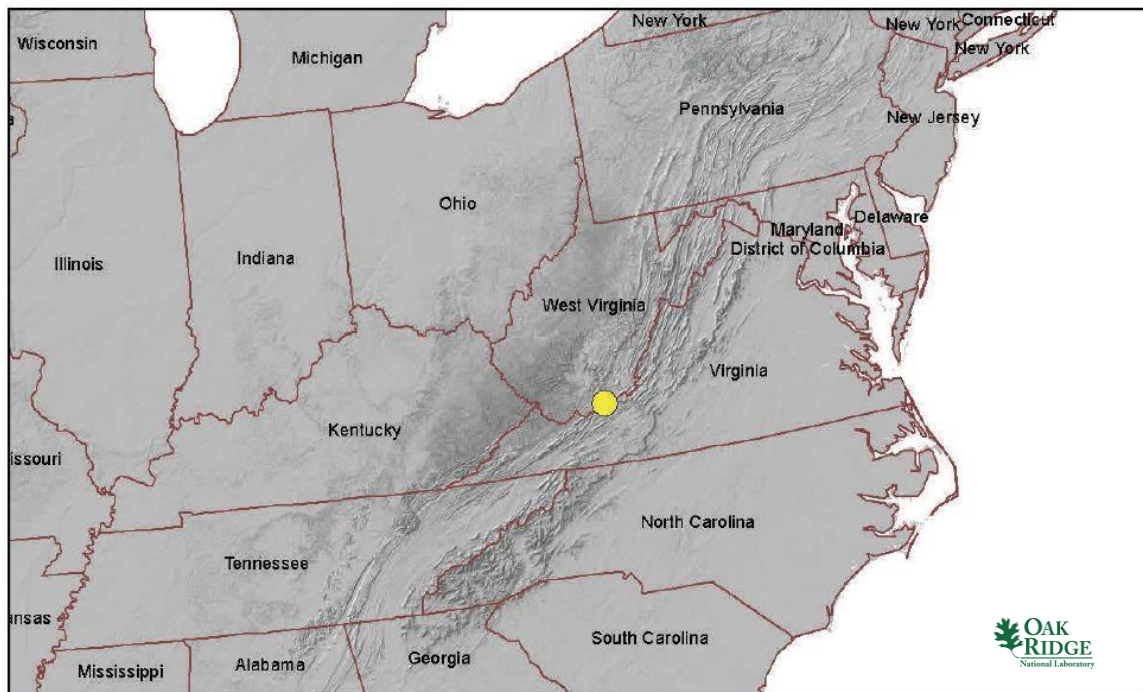 New York
New York
Connecticut
New York
Wisconsin
Michigan
Pennsylvania
New Jersey
Ohio
Maryland
Delaware
District of Columbia
Illinois
Indiana
West Virginia
Virginia
Kentucky
issouri
North Carolina
Tennessee
ansas
South Carolina
Mississippi
Alabama
Georgia
OAK
RIDGE
National Laboratory